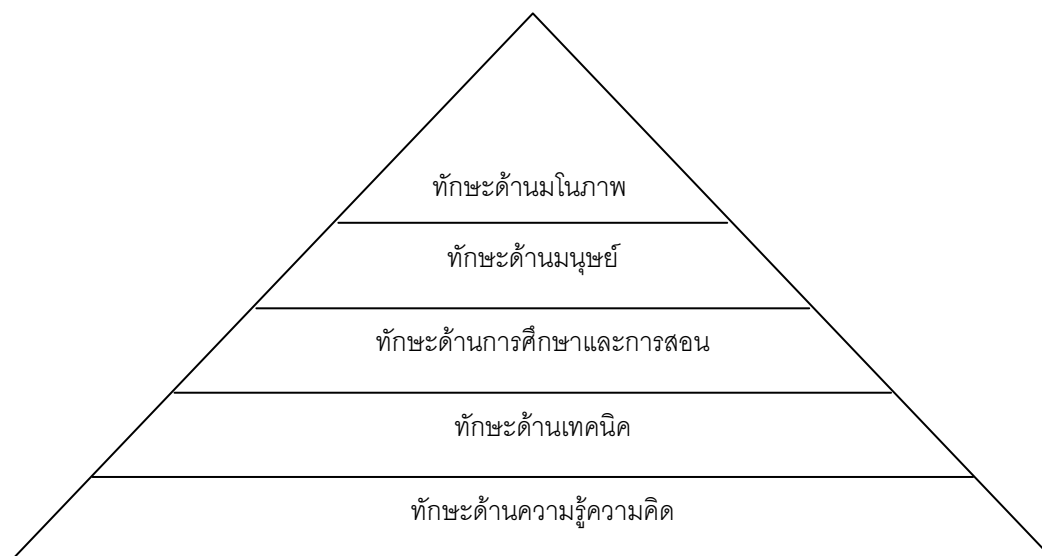 ทักษะด้านมโนภาพ
ทักษะด้านมนุษย์
ทักษะด้านการศึกษาและการสอน
ทักษะด้านเทคนิค
ทักษะด้านความรู้ความคิด